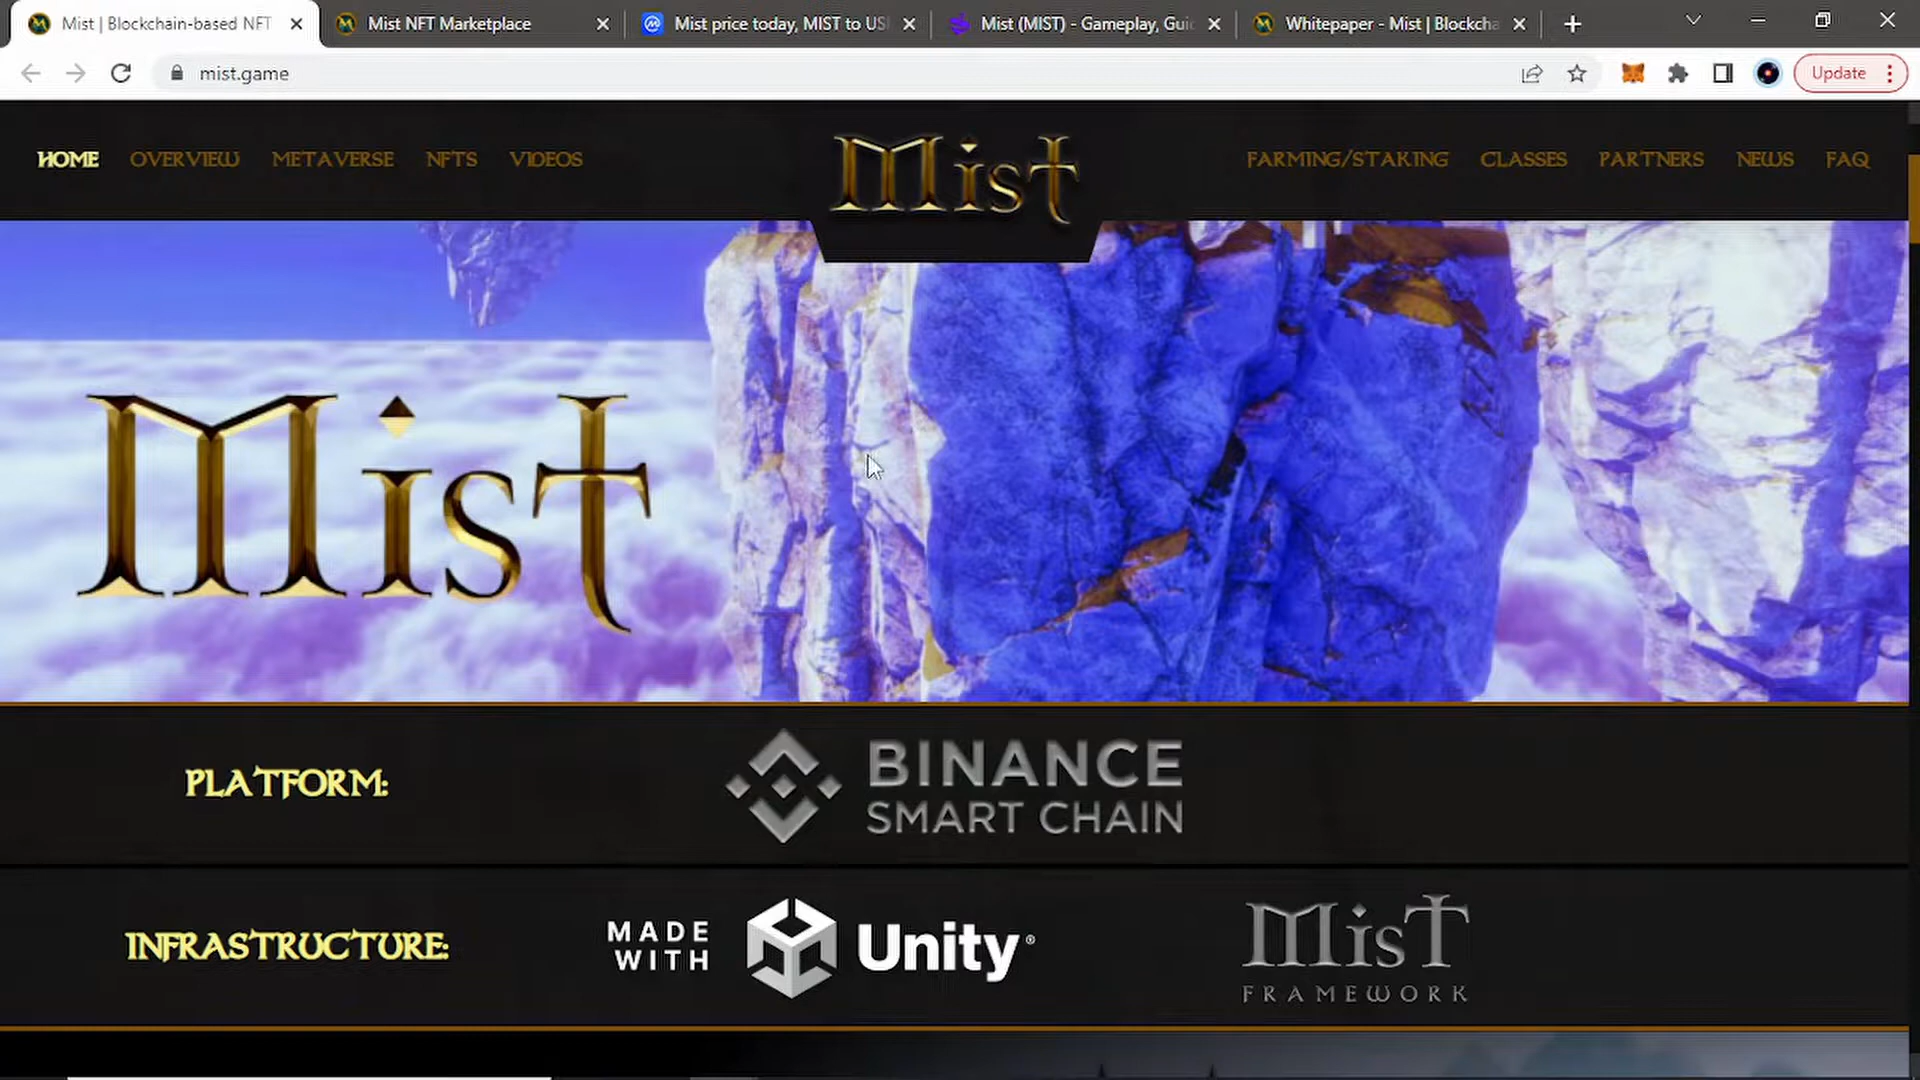 Mist | Blockchain-based NFT
Mist NFT Marketplace
Mist price today, MIST to US
Mist (MIST) - Gameplay, Gui
Whitepaper - Mist | Blockcha
mist.game
Update
HOME
OVERVIEW
METAVERSE
NFTS
VIDEOS
Mist
FARMING/STAKING
CLASSES
PARTNERS
NEWS
FAQ
Mist
PLATFORM:
BINANCE
SMART CHAIN
INFRASTRUCTURE:
MADE
WITH
Unity
MisT
FRAMEWORK